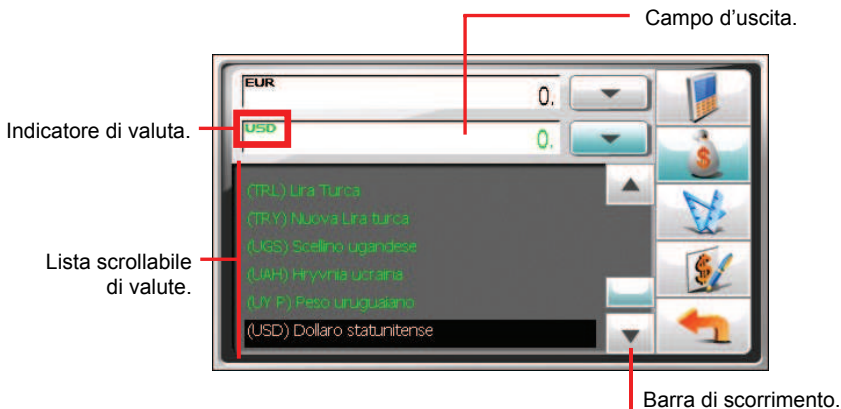 Campo d'uscita.
EUR
0.
Indicatore di valuta.
USD
0.
(TRL) Lira Turca
(TRY) Nuova Lira turca
(UGS) Scellino ugandese
(UAH) Hryvnia ucraina
(UY P) Peso uruguaiano
(USD) Dollaro statunitense
Lista scrollabile
di valute.
Barra di scorrimento.